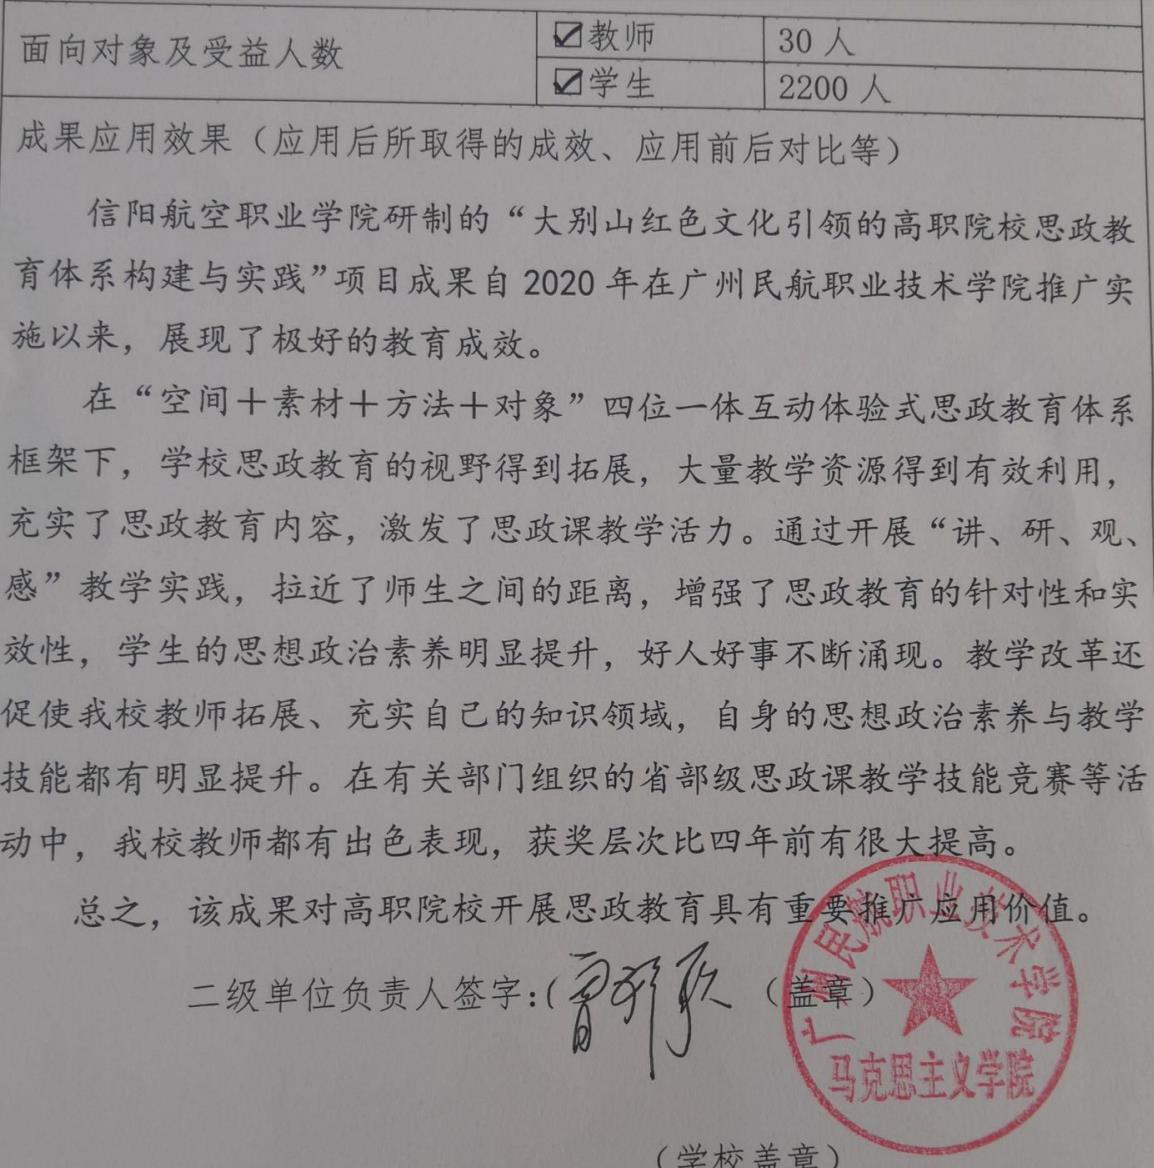 面向对象及受益人数
☑教师 30人
☑学生 2200人
成果应用效果（应用后所取得的成效、应用前后对比等）
信阳航空职业学院研制的“大别山红色文化引领的高职院校思政教
育体系构建与实践”项目成果自2020年在广州民航职业技术学院推广实
施以来，展现了极好的教育成效。
在“空间＋素材＋方法＋对象”四位一体互动体验式思政教育体系
框架下，学校思政教育的视野得到拓展，大量教学资源得到有效利用，
充实了思政教育内容，激发了思政课教学活力。通过开展“讲、研、观、
感”教学实践，拉近了师生之间的距离，增强了思政教育的针对性和实
效性，学生的思想政治素养明显提升，好人好事不断涌现。教学改革还
促使我校教师拓展、充实自己的知识领域，自身的思想政治素养与教学
技能都有明显提升。在有关部门组织的省部级思政课教学技能竞赛等活
动中，我校教师都有出色表现，获奖层次比四年前有很大提高。
总之，该成果对高职院校开展思政教育具有重要推广应用价值。
二级单位负责人签字：（盖章）
广州民航职业技术学院
马克思主义学院
（学校盖章）